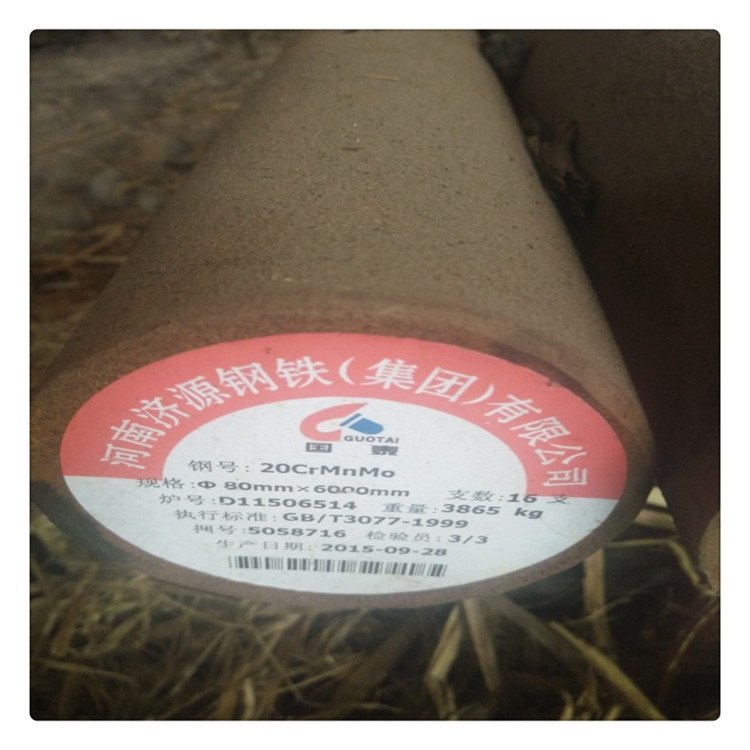 河南济源钢铁(集团)有限公司
GUOTAI
国泰
钢号: 20CrMnMo
规格:Φ 80mm×6000mm 支数:16 支
炉号:D11506514 重量:3865 kg
执行标准:GB/T3077-1999
捆号:5058716 检验员:3/3
生产日期:2015-09-28